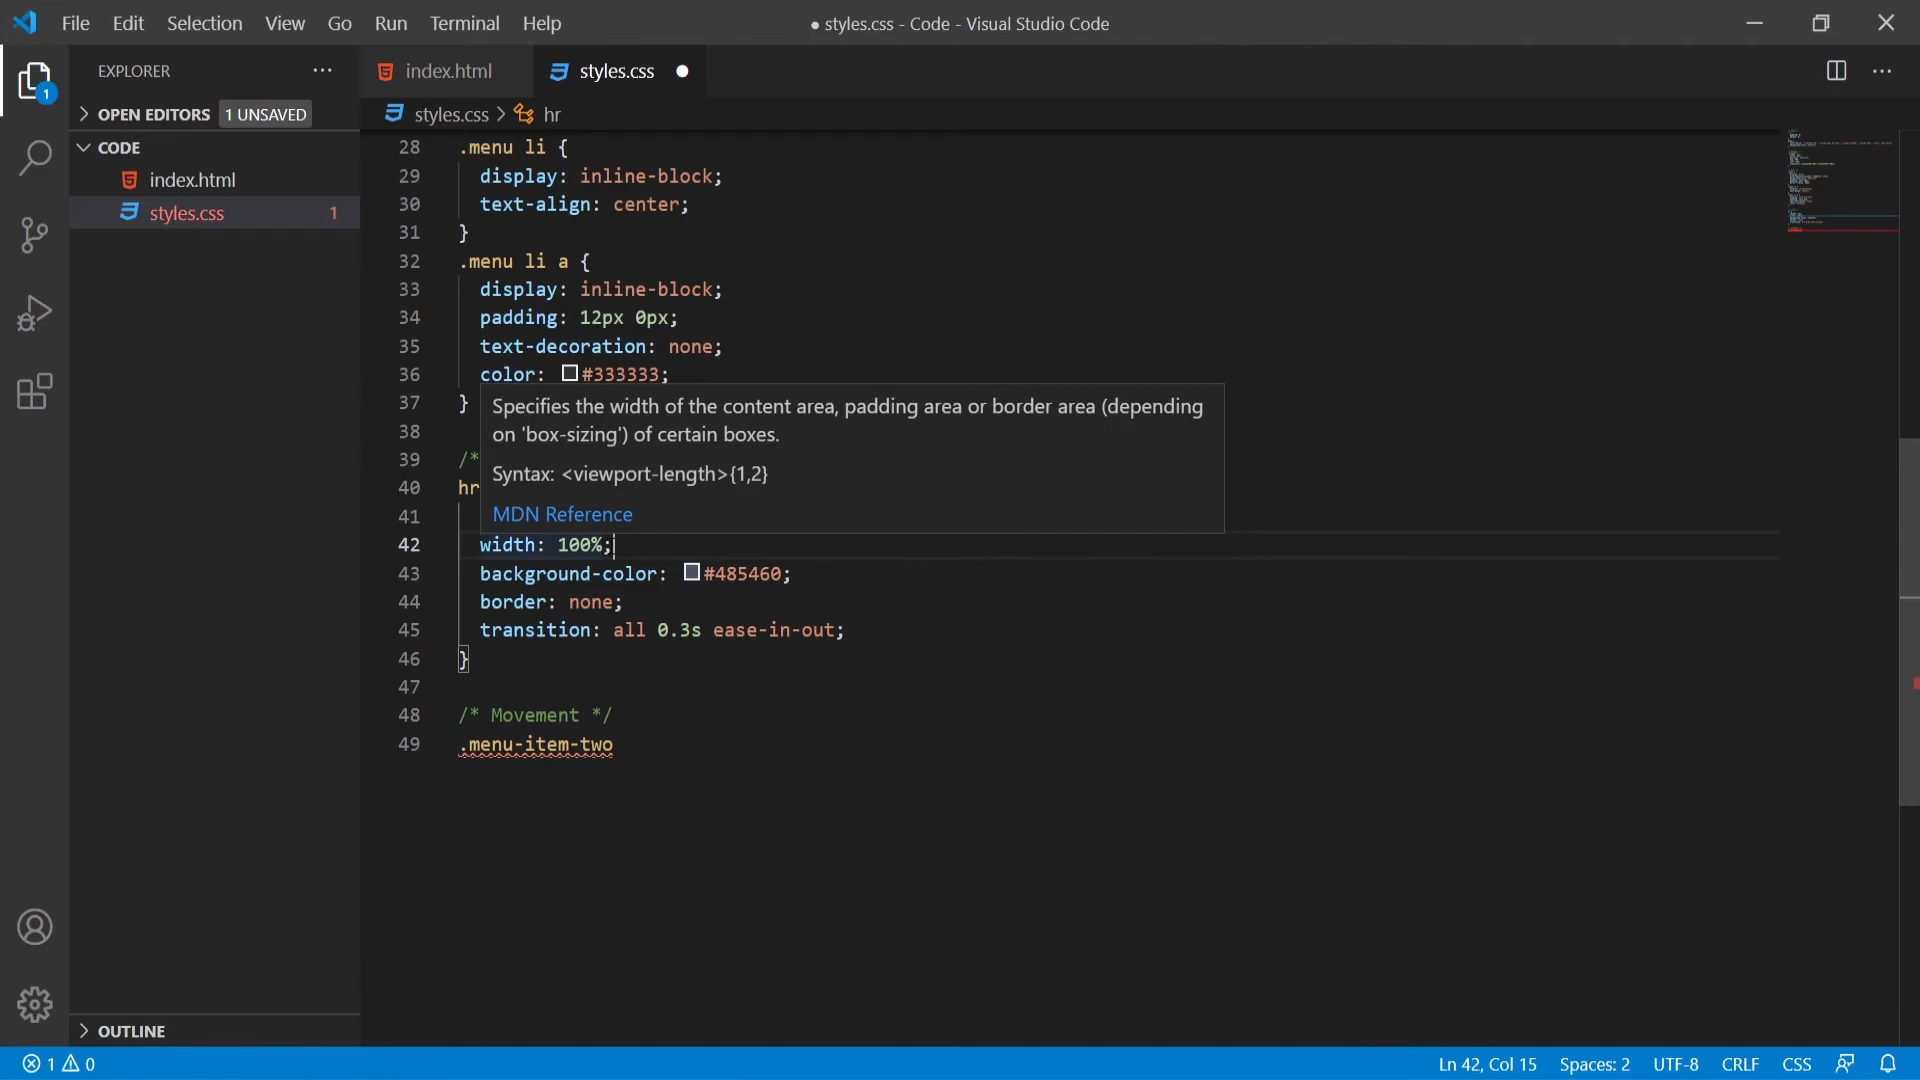 File Edit Selection View Go Run Terminal Help
● styles.css - Code - Visual Studio Code
EXPLORER
index.html
styles.css
OPEN EDITORS 1 UNSAVED
styles.css > hr
CODE
index.html
styles.css 1
28 .menu li {
29 display: inline-block;
30 text-align: center;
31 }
32 .menu li a {
33 display: inline-block;
34 padding: 12px 0px;
35 text-decoration: none;
36 color: #333333;
37 }
38
39 /*
40 hr
41
Specifies the width of the content area, padding area or border area (depending
on 'box-sizing') of certain boxes.
Syntax: <viewport-length>{1,2}
MDN Reference
42 width: 100%;
43 background-color: #485460;
44 border: none;
45 transition: all 0.3s ease-in-out;
46 }
47
48 /* Movement */
49 .menu-item-two
OUTLINE
1 0
Ln 42, Col 15 Spaces: 2 UTF-8 CRLF CSS